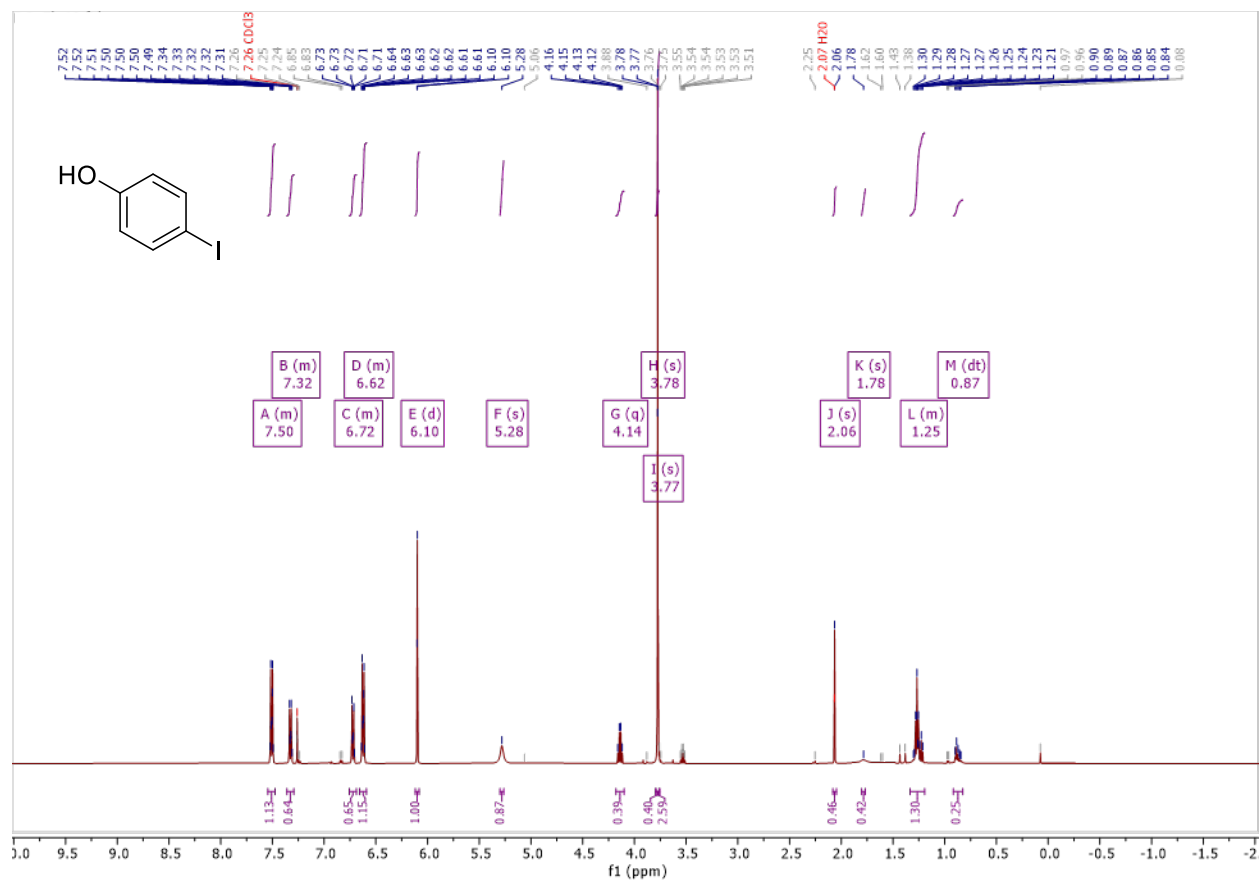 7.52 7.52 7.51 7.50 7.50 7.50 7.49 7.34 7.33 7.32 7.32 7.31 7.26 7.26 CDCl3 7.25 7.24 6.85 6.83 6.73 6.73 6.72 6.71 6.71 6.64 6.63 6.63 6.62 6.62 6.61 6.61 6.10 6.10 5.28 5.06 4.16 4.15 4.13 4.12 3.88 3.78 3.77 3.76 3.75 3.55 3.54 3.54 3.53 3.53 3.51 2.25 2.07 H2O 2.06 1.78 1.62 1.60 1.43 1.38 1.30 1.29 1.28 1.27 1.27 1.26 1.25 1.24 1.23 1.21 0.97 0.96 0.90 0.89 0.87 0.86 0.85 0.84 0.08
HO
I
B (m)
7.32
D (m)
6.62
H (s)
3.78
K (s)
1.78
M (dt)
0.87
A (m)
7.50
C (m)
6.72
E (d)
6.10
F (s)
5.28
G (q)
4.14
J (s)
2.06
L (m)
1.25
I (s)
3.77
1.13 0.64 0.65 1.15 1.00 0.87 0.39 0.40 2.59 0.46 0.42 1.30 0.25
9.5 9.0 8.5 8.0 7.5 7.0 6.5 6.0 5.5 5.0 4.5 4.0 3.5 3.0 2.5 2.0 1.5 1.0 0.5 0.0 -0.5 -1.0 -1.5
f1 (ppm)